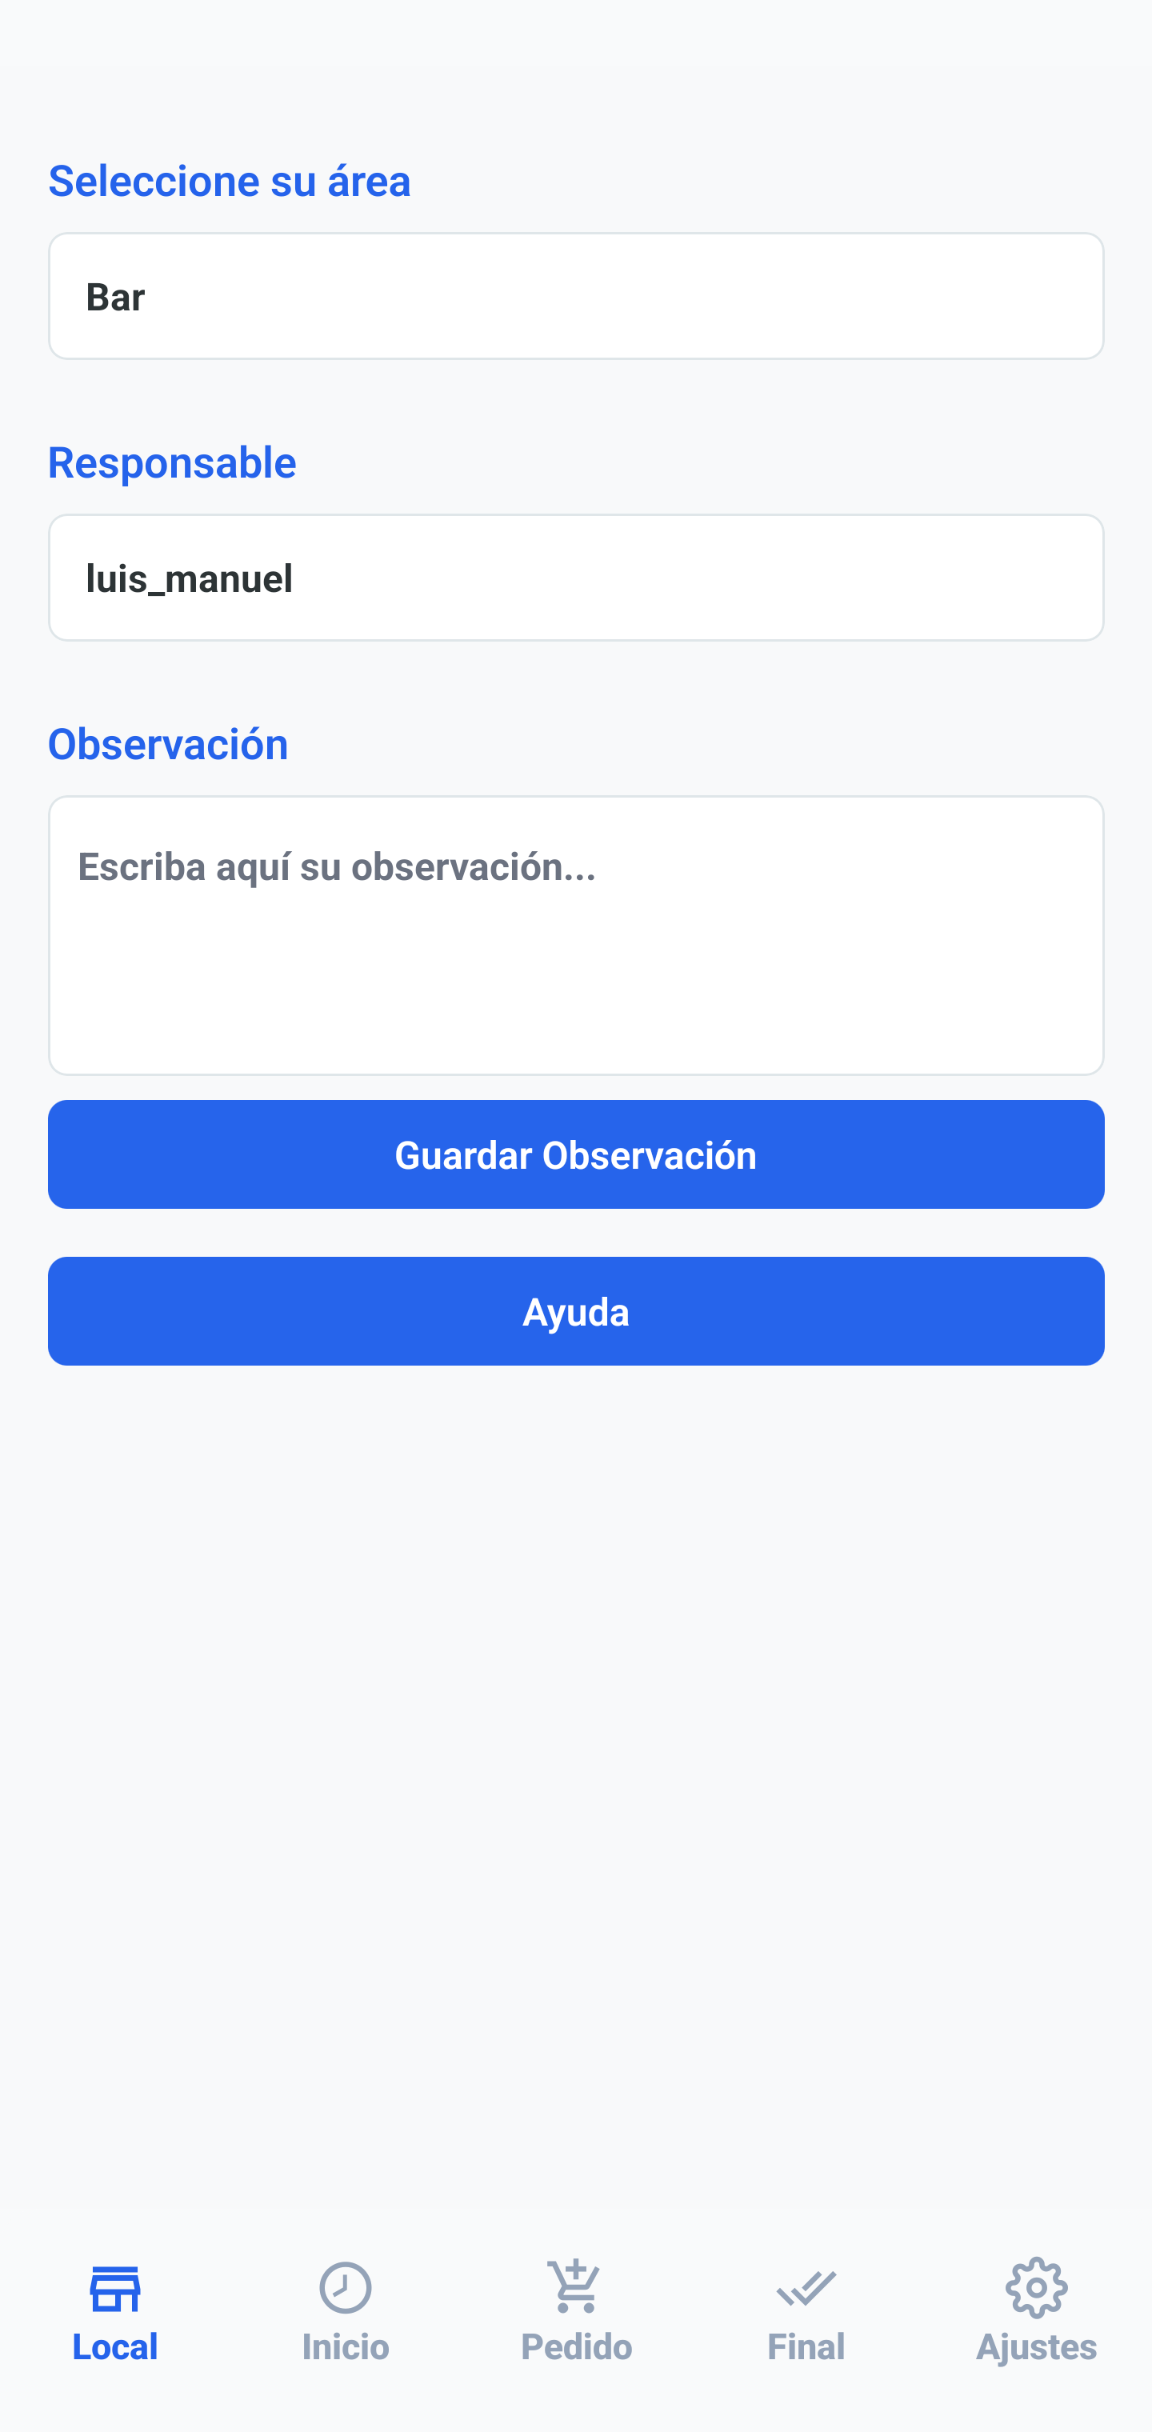 Seleccione su área
Bar
Responsable
luis_manuel
Observación
Escriba aquí su observación...
Guardar Observación
Ayuda
Local
Inicio
Pedido
Final
Ajustes